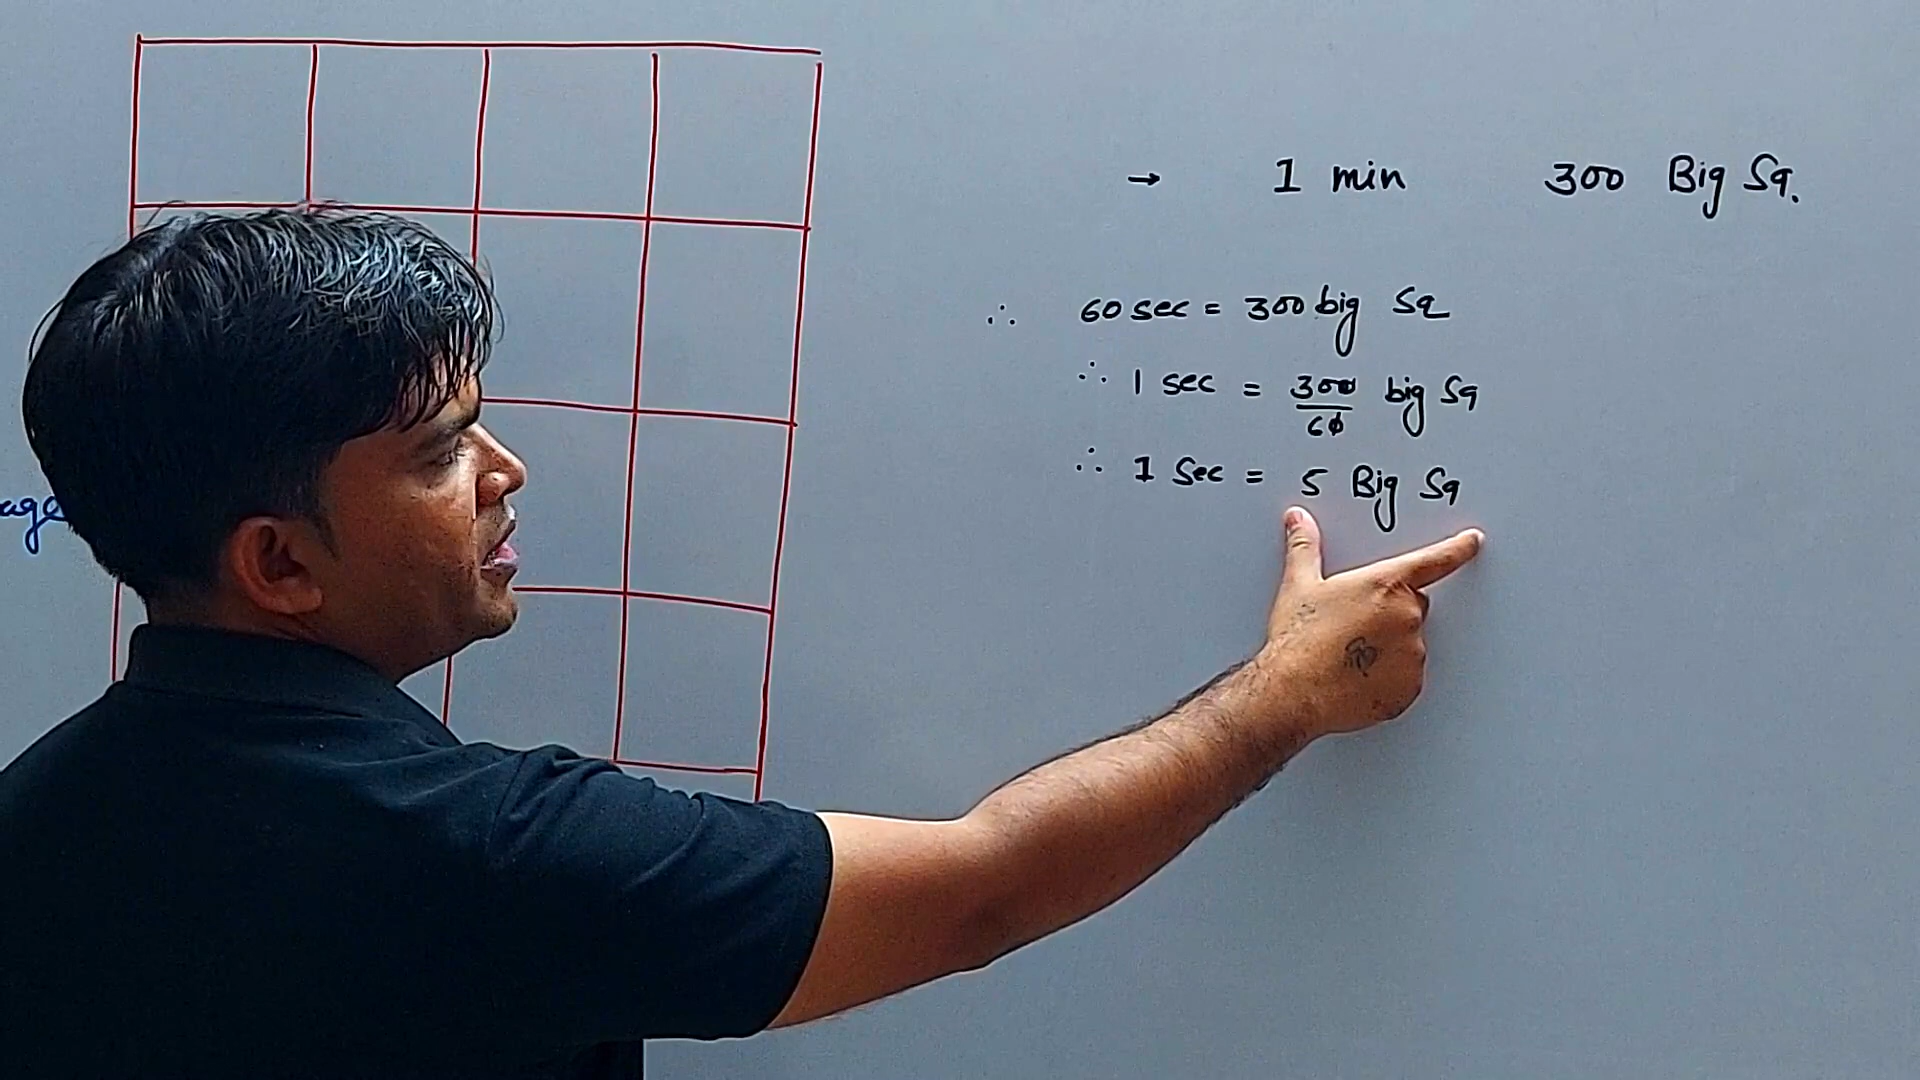 → 1 min 300 Big Sq.
∴ 60 sec = 300 big Sq
∴ 1 sec = 300/60 big Sq
∴ 1 Sec = 5 Big Sq